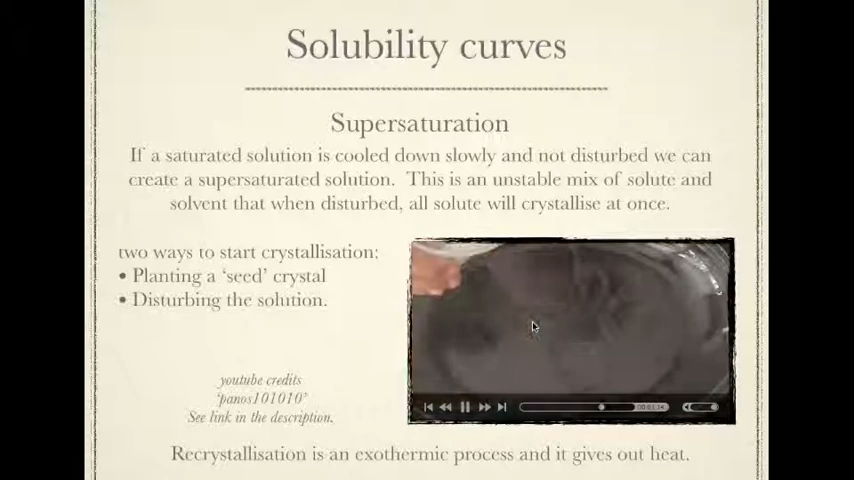 Solubility curves
Supersaturation
If a saturated solution is cooled down slowly and not disturbed we can
create a supersaturated solution. This is an unstable mix of solute and
solvent that when disturbed, all solute will crystallise at once.
two ways to start crystallisation:
• Planting a ‘seed’ crystal
• Disturbing the solution.
youtube credits
‘panos101010’
See link in the description.
Recrystallisation is an exothermic process and it gives out heat.